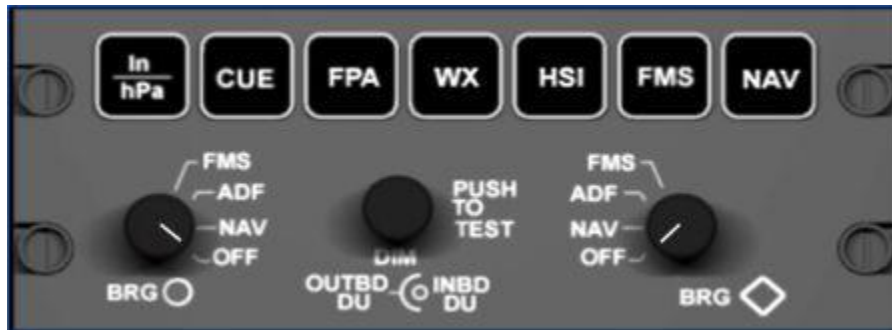 In
hPa
CUE
FPA
WX
HSI
FMS
NAV
FMS
ADF
NAV
OFF
BRG
PUSH
TO
TEST
DIM
OUTBD
DU
INBD
DU
FMS
ADF
NAV
OFF
BRG